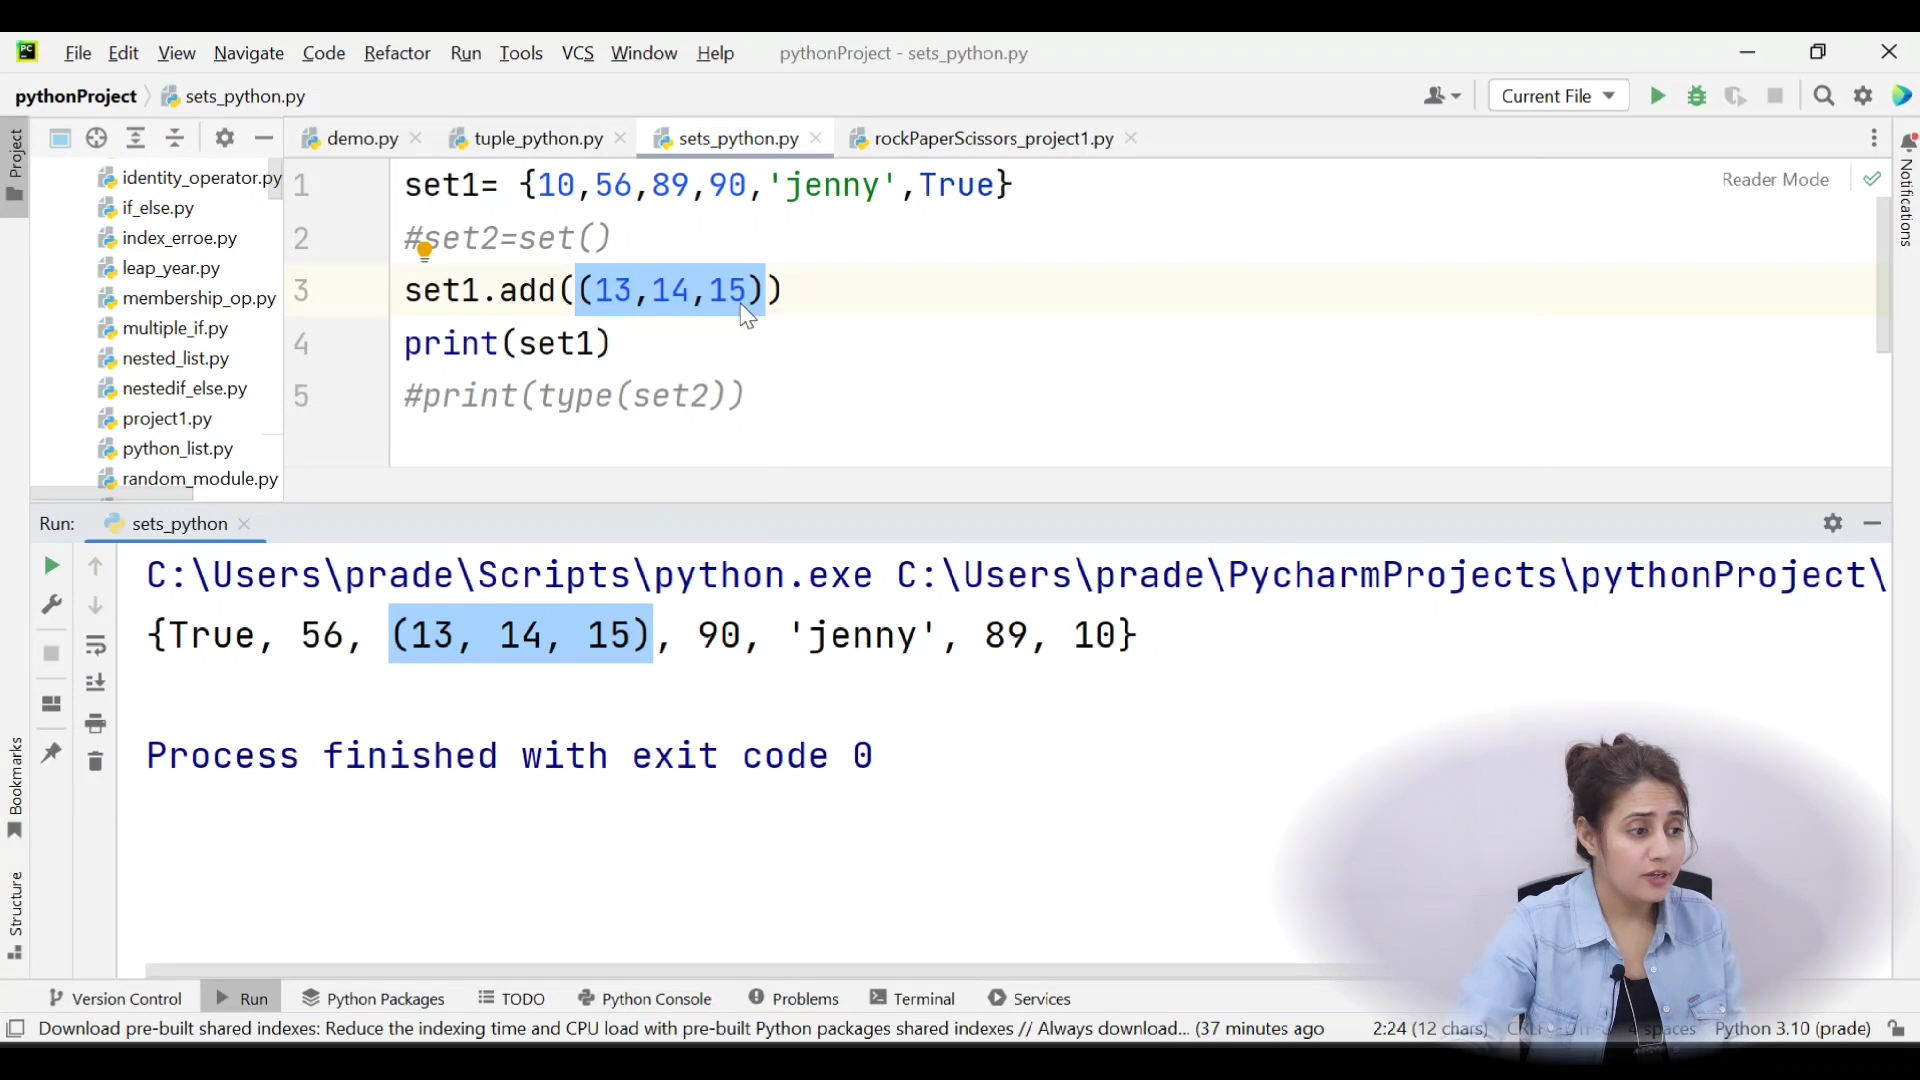 PC File Edit View Navigate Code Refactor Run Tools VCS Window Help pythonProject - sets_python.py
pythonProject sets_python.py Current File
demo.py tuple_python.py sets_python.py rockPaperScissors_project1.py
Project
identity_operator.py
if_else.py
index_erroe.py
leap_year.py
membership_op.py
multiple_if.py
nested_list.py
nestedif_else.py
project1.py
python_list.py
random_module.py
1 set1= {10,56,89,90,'jenny',True}
2 #set2=set()
3 set1.add((13,14,15))
4 print(set1)
5 #print(type(set2))
Reader Mode
Notifications
Run: sets_python
C:\Users\prade\Scripts\python.exe C:\Users\prade\PycharmProjects\pythonProject\
{True, 56, (13, 14, 15), 90, 'jenny', 89, 10}
Process finished with exit code 0
Bookmarks
Structure
Version Control Run Python Packages TODO Python Console Problems Terminal Services
Download pre-built shared indexes: Reduce the indexing time and CPU load with pre-built Python packages shared indexes // Always download... (37 minutes ago 2:24 (12 chars) 4 spaces Python 3.10 (prade)